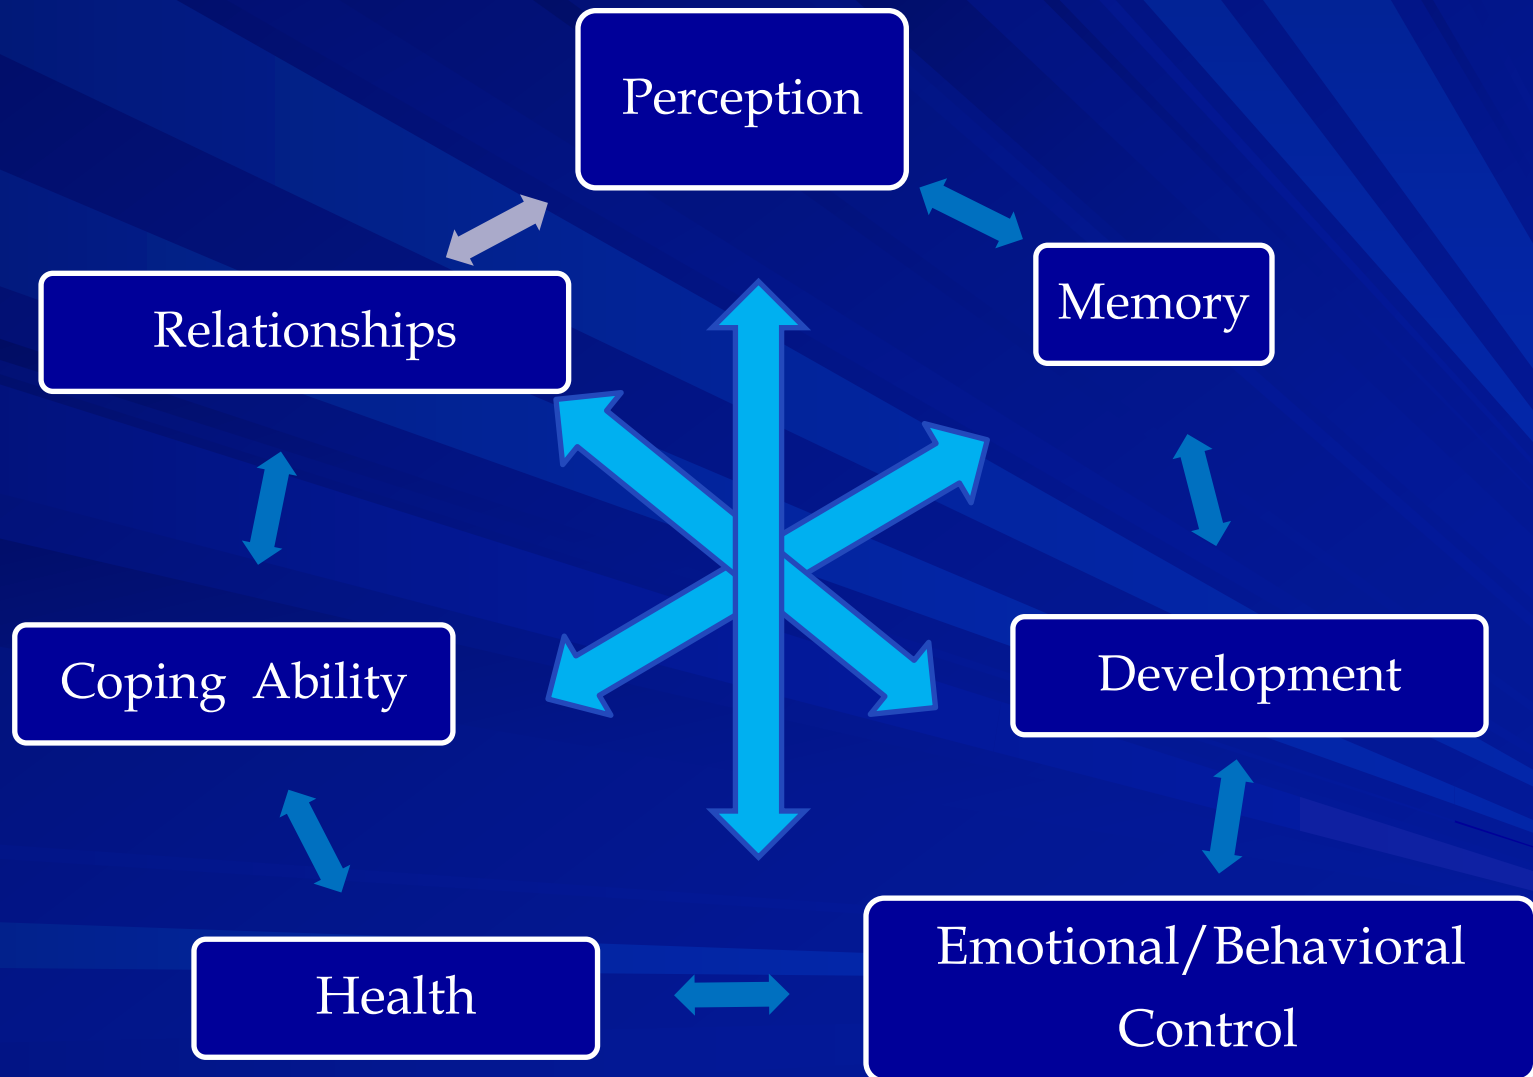 Perception
Relationships
Memory
Coping Ability
Development
Health
Emotional/Behavioral
Control